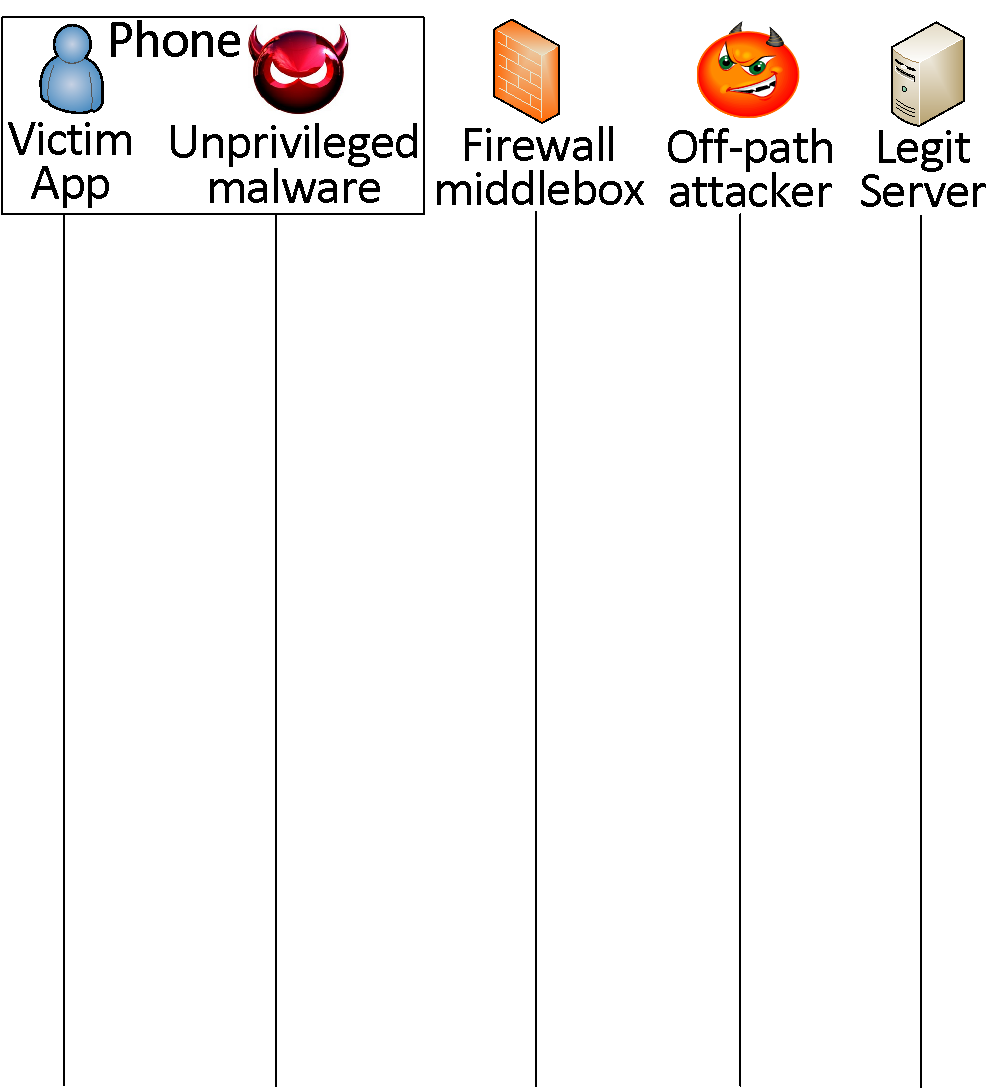 Phone
Victim
App
Unprivileged
malware
Firewall
middlebox
Off-path
attacker
Legit
Server